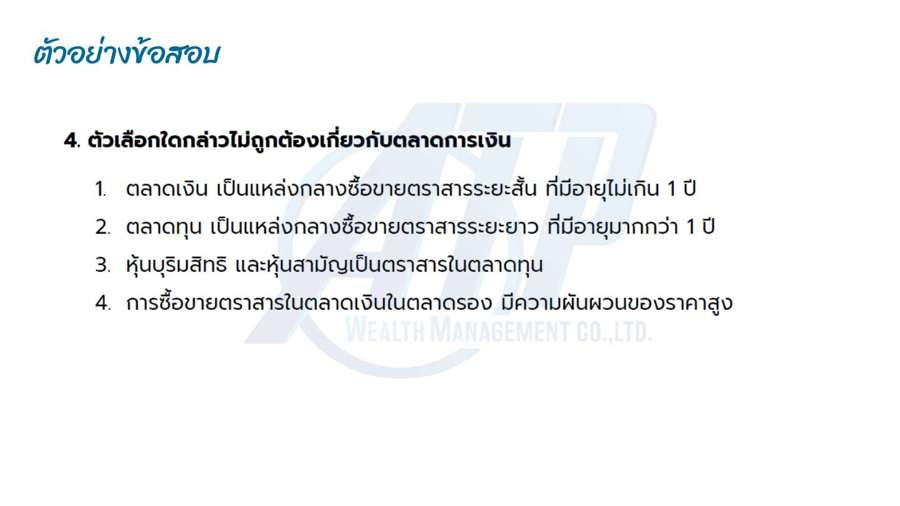 ตัวอย่างข้อสอบ
4. ตัวเลือกใดกล่าวไม่ถูกต้องเกี่ยวกับตลาดการเงิน
1. ตลาดเงิน เป็นแหล่งกลางซื้อขายตราสารระยะสั้น ที่มีอายุไม่เกิน 1 ปี
2. ตลาดทุน เป็นแหล่งกลางซื้อขายตราสารระยะยาว ที่มีอายุมากกว่า 1 ปี
3. หุ้นบุริมสิทธิ และหุ้นสามัญเป็นตราสารในตลาดทุน
4. การซื้อขายตราสารในตลาดเงินในตลาดรอง มีความผันผวนของราคาสูง
ATP
WEALTH MANAGEMENT CO.,LTD.